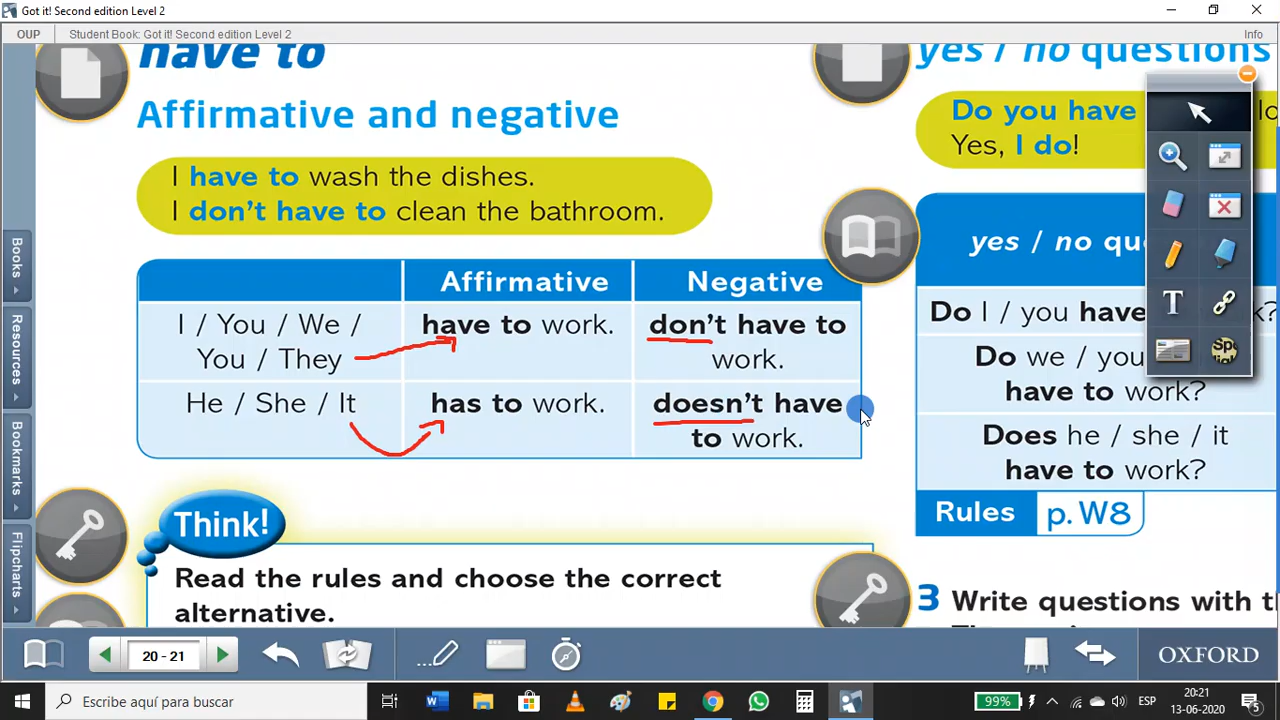 Got it! Second edition Level 2
OUP
Student Book: Got it! Second edition Level 2
Info
have to
Affirmative and negative
I have to wash the dishes.
I don't have to clean the bathroom.
Affirmative
Negative
I / You / We /
You / They
have to work.
don't have to
work.
He / She / It
has to work.
doesn't have
to work.
Think!
Read the rules and choose the correct
alternative.
yes / no questions
Do you have
Yes, I do!
yes / no qu
Do I / you have
k?
Do we / you
have to work?
Does he / she / it
have to work?
Rules
p. W8
3 Write questions with t
Books
Resources
Bookmarks
Flipcharts
T
20 - 21
OXFORD
Escribe aquí para buscar
99%
ESP
20:21
13-06-2020
5